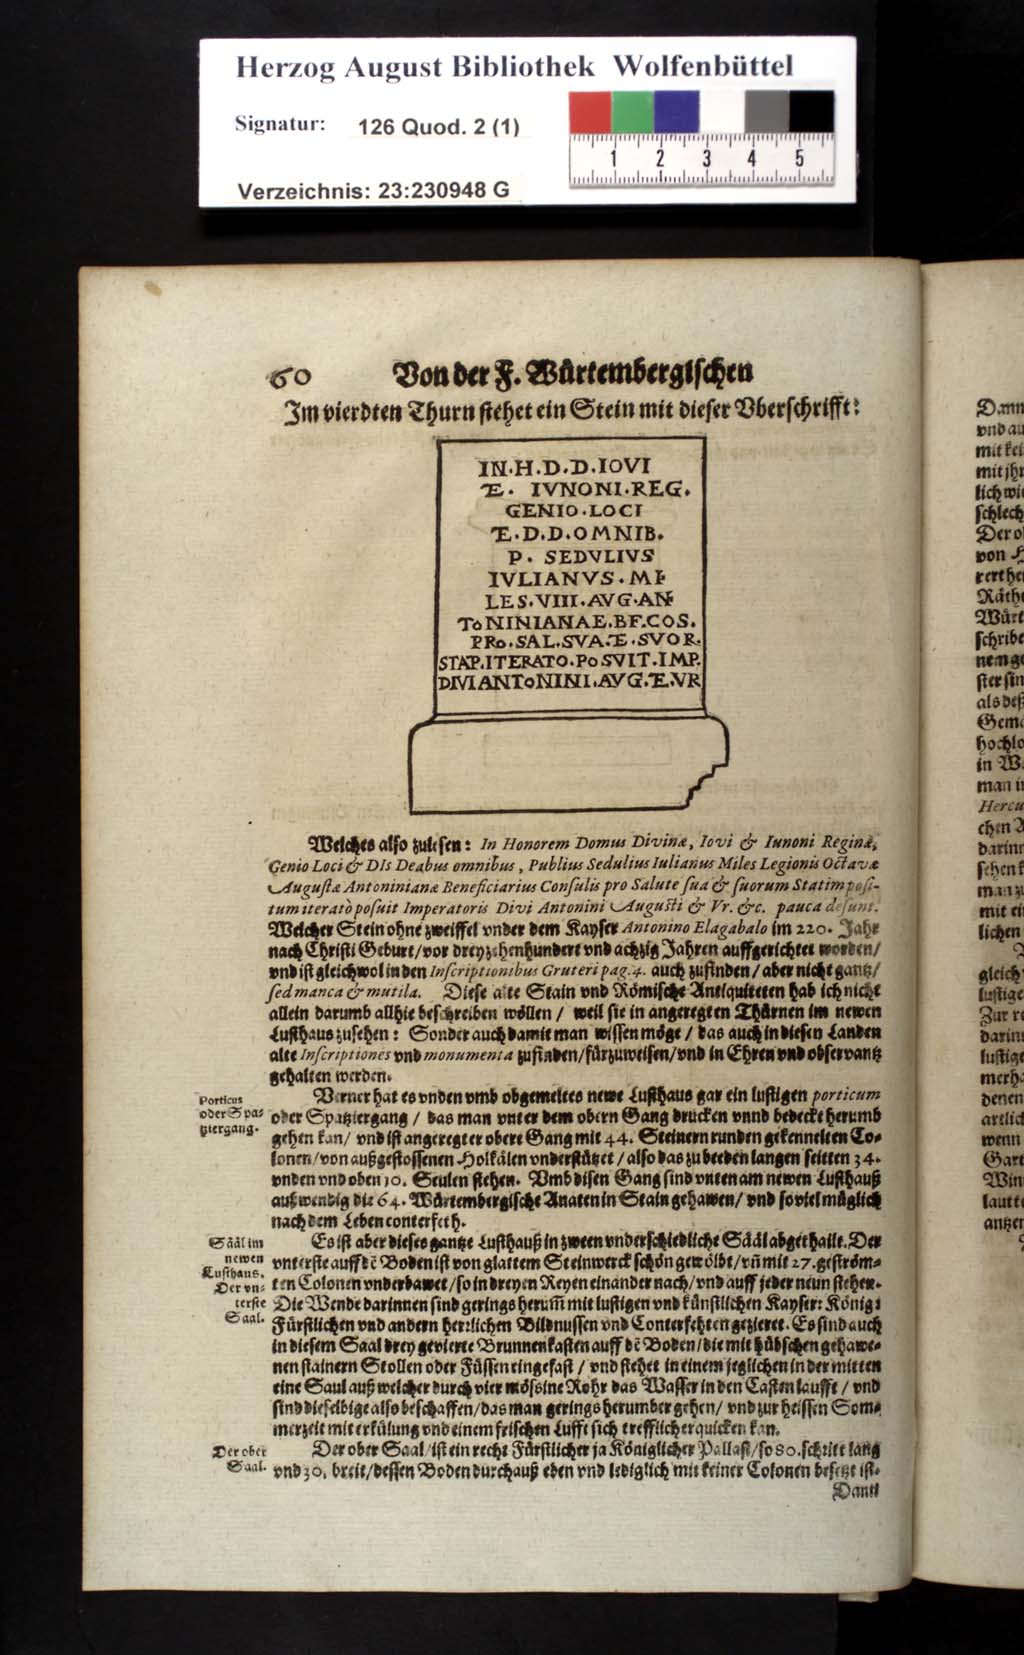 Herzog August Bibliothek Wolfenbüttel
Signatur: 126 Quod. 2 (1)
1 2 3 4 5
Verzeichnis: 23:230948 G
60 Von der F. Würtembergischen
Im vierdten Thurn stehet ein Stein mit dieser Vberschrifft:
IN.H.D.D.IOVI
E. IVNONI.REG.
GENIO.LOCI
E.D.D.OMNIB.
P. SEDVLIVS
IVLIANVS.MI.
LES.VIII.AVG.AN.
ToNINIANAE.BF.COS.
PRo.SAL.SVA.E.SVOR.
STAP.ITERATO.PoSVIT.IMP.
DIVIANToNINI.AVG.E.VR
Welches also zulesen: In Honorem Domus Divinæ, Iovi & Iunoni Reginæ,
Genio Loci & DIs Deabus omnibus, Publius Sedulius Iulianus Miles Legionis Octavæ
Augustæ Antoninianæ Beneficiarius Consulis pro Salute sua & suorum Statim posi-
tum iteratò posuit Imperatoris Divi Antonini Augusti & Vr. &c. pauca desunt.
Welcher Stein ohne zweiffel vnder dem Kayser Antonino Elagabalo im 220. Jahr
nach Christi Geburt/ vor dreyzehenhundert vnd achzig Jahren auffgerichtet worden/
vnd ist gleichwol in den Inscriptionibus Gruteri pag.4. auch zufinden/ aber nicht gantz/
sed manca & mutila. Diese alte Stain vnd Römische Antiquiteten hab ich nicht
allein darumb allhie beschreiben wöllen/ weil sie in angeregten Thürnen im newen
Lusthaus zusehen: Sonder auch damit man wissen möge/ das auch in diesen Landen
alte Inscriptiones vnd monumenta zufinden/fürzuweisen/vnd in Ehren vnd observantz
gehalten werden.
Porticus
oder Spa-
tziergang.
Verner hat es vnden vmb obgemeltes newe Lusthaus gar ein lustigen porticum
oder Spatziergang/ das man vnter dem obern Gang drucken vnnd bedeckt herumb
gehen kan/ vnd ist angeregter obere Gang mit 44. Steinern runden gekennelten Co-
lonen/von außgestossenen Holkälen vnderstützet/also das zu beeden langen seitten 34.
vnden vnd oben 10. Seulen stehen. Vmb disen Gang sind vnten am newen Lusthauß
außwendig die 64. Würtembergische Anaten in Stain gehawen/ vnd so viel müglich
nach dem Leben conterfeth.
Sääl im
newen
Lusthaus.
Der vn-
terste
Saal.
Es ist aber dieses gantze Lusthauß in zween vnderschiedliche Sääl abgetheilt. Der
vnterste auff dē Boden ist von glattem Steinwerck schön gewölbt/ vñ mit 27. geström-
ten Colonen vnderbawet/so in dreyen Reyen einander nach/vnd auff jeder neun stehen.
Die Wende darinnen sind gerings herum̄ mit lustigen vnd künstlichen Kayser: König:
Fürstlichen vnd andern herrlichen Bildnussen vnd Conterfehten gezieret. Es sind auch
in diesem Saal drey gevierte Brunnenkasten auff dē Boden/die mit hübschen gehawe-
nen stainern Stollen oder Füssen eingefast/ vnd stehet in einem jeglichen in der mitten
eine Saul auß welcher durch vier mössine Rohr das Wasser in den Casten laufft/ vnd
sind dieselbige also beschaffen/das man gerings herumber gehen/ vnd zur heissen Som-
merzeit mit erkülung vnd einem frischen Lufft sich trefflich erquicken kan.
Der ober
Saal.
Der ober Saal/ist ein recht Fürstlicher ja Königlicher Pallast/so 80. schritt lang
vnd 30. breit/dessen Boden durchauß eben vnd lediglich mit keiner Colonen besetzt ist.
Dann